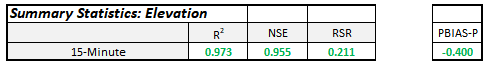 Summary Statistics: Elevation
R² NSE RSR PBIAS-P
15-Minute 0.973 0.955 0.211 -0.400